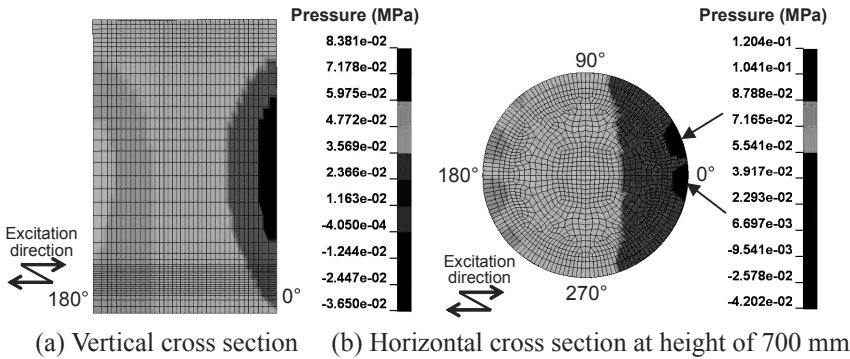 Pressure (MPa)
8.381e-02
7.178e-02
5.975e-02
4.772e-02
3.569e-02
2.366e-02
1.163e-02
-4.050e-04
-1.244e-02
-2.447e-02
-3.650e-02
Excitation
direction
180°
0°
Pressure (MPa)
1.204e-01
1.041e-01
8.788e-02
7.165e-02
5.541e-02
3.917e-02
2.293e-02
6.697e-03
-9.541e-03
-2.578e-02
-4.202e-02
90°
180°
0°
Excitation
direction
270°
(a) Vertical cross section
(b) Horizontal cross section at height of 700 mm